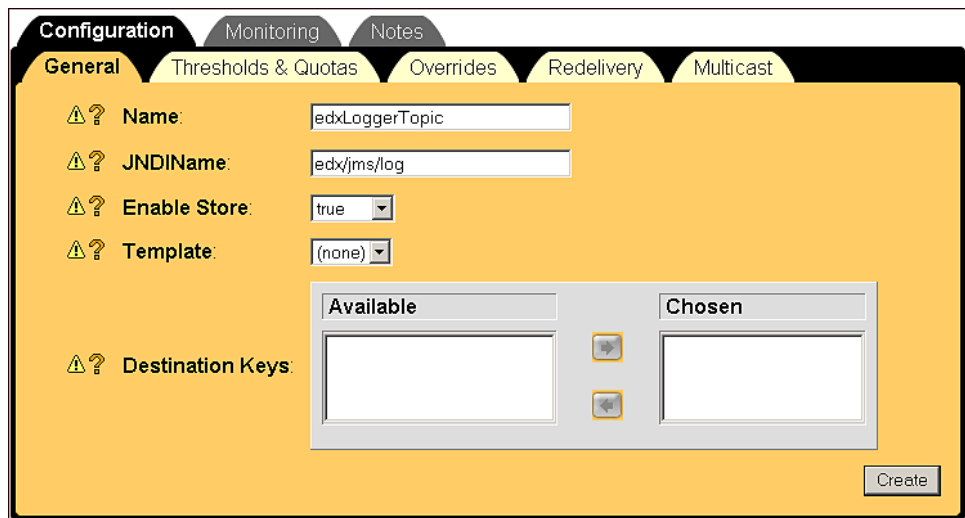 Configuration Monitoring Notes
General Thresholds & Quotas Overrides Redelivery Multicast
Name: edxLoggerTopic
JNDIName: edx/jms/log
Enable Store: true
Template: (none)
Available Chosen
Destination Keys:
Create